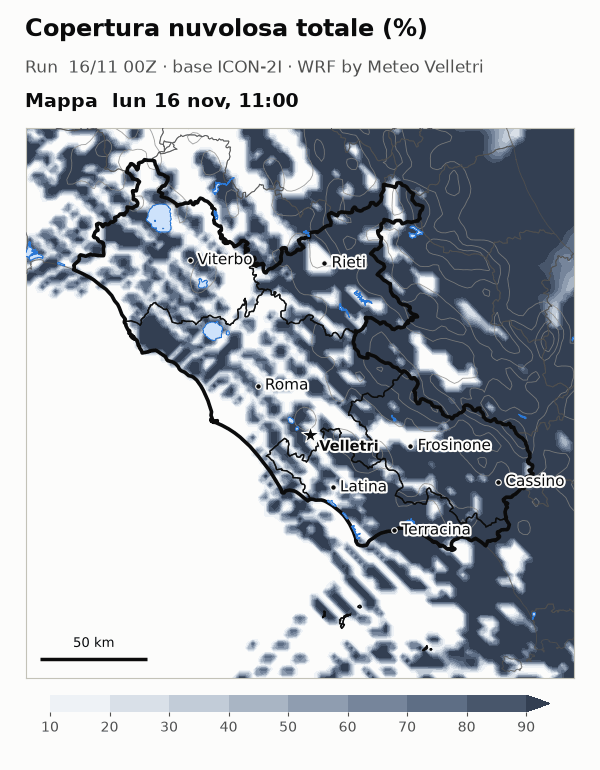 Copertura nuvolosa totale (%)
Run  16/11 00Z · base ICON-2I · WRF by Meteo Velletri
Mappa  lun 16 nov, 11:00
Viterbo
Rieti
Roma
Velletri
Frosinone
Cassino
Latina
Terracina
50 km
10 20 30 40 50 60 70 80 90